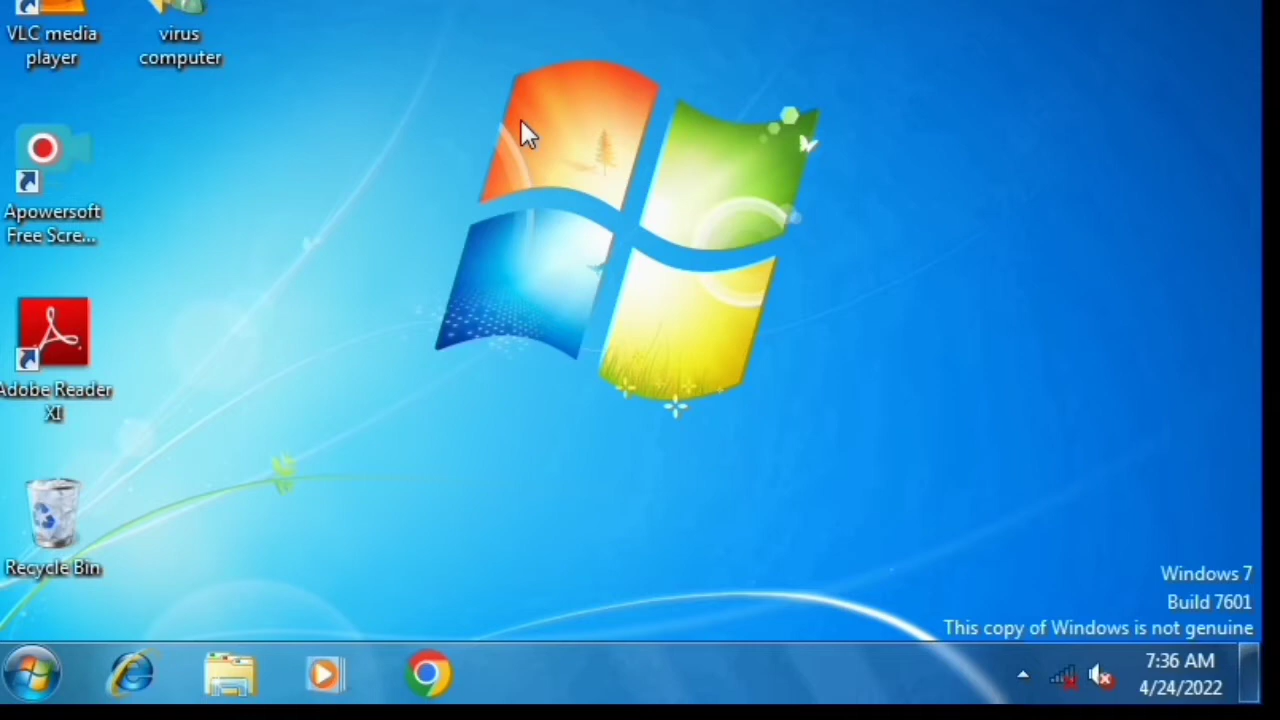 VLC media
player
virus
computer
Apowersoft
Free Scre...
Adobe Reader
XI
Recycle Bin
Windows 7
Build 7601
This copy of Windows is not genuine
7:36 AM
4/24/2022